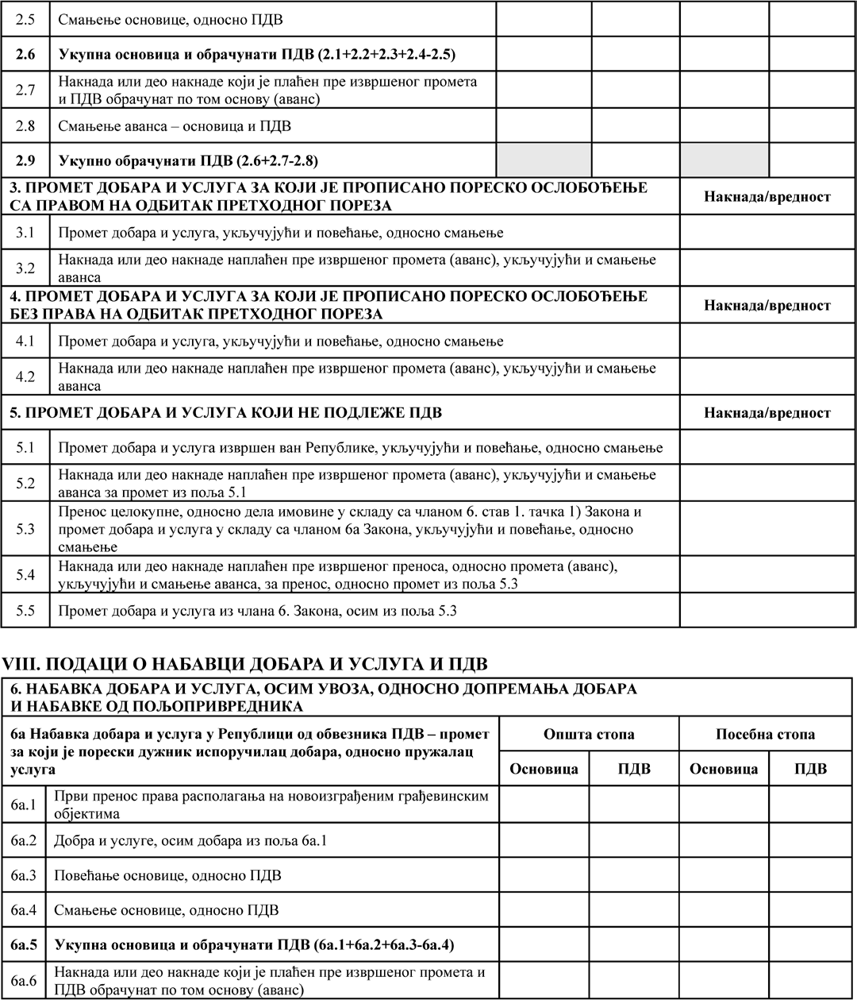 2.5 Смањење основице, односно ПДВ
2.6 Укупна основица и обрачунати ПДВ (2.1+2.2+2.3+2.4-2.5)
2.7 Накнада или део накнаде који је плаћен пре извршеног промета
и ПДВ обрачунат по том основу (аванс)
2.8 Смањење аванса – основица и ПДВ
2.9 Укупно обрачунати ПДВ (2.6+2.7-2.8)
3. ПРОМЕТ ДОБАРА И УСЛУГА ЗА КОЈИ ЈЕ ПРОПИСАНО ПОРЕСКО ОСЛОБОЂЕЊЕ
СА ПРАВОМ НА ОДБИТАК ПРЕТХОДНОГ ПОРЕЗА
Накнада/вредност
3.1 Промет добара и услуга, укључујући и повећање, односно смањење
3.2 Накнада или део накнаде наплаћен пре извршеног промета (аванс), укључујући и смањење
аванса
4. ПРОМЕТ ДОБАРА И УСЛУГА ЗА КОЈИ ЈЕ ПРОПИСАНО ПОРЕСКО ОСЛОБОЂЕЊЕ
БЕЗ ПРАВА НА ОДБИТАК ПРЕТХОДНОГ ПОРЕЗА
Накнада/вредност
4.1 Промет добара и услуга, укључујући и повећање, односно смањење
4.2 Накнада или део накнаде наплаћен пре извршеног промета (аванс), укључујући и смањење
аванса
5. ПРОМЕТ ДОБАРА И УСЛУГА КОЈИ НЕ ПОДЛЕЖЕ ПДВ Накнада/вредност
5.1 Промет добара и услуга извршен ван Републике, укључујући и повећање, односно смањење
5.2 Накнада или део накнаде наплаћен пре извршеног промета (аванс), укључујући и смањење
аванса за промет из поља 5.1
5.3 Пренос целокупне, односно дела имовине у складу са чланом 6. став 1. тачка 1) Закона и
промет добара и услуга у складу са чланом 6а Закона, укључујући и повећање, односно
смањење
5.4 Накнада или део накнаде наплаћен пре извршеног преноса, односно промета (аванс),
укључујући и смањење аванса, за пренос, односно промет из поља 5.3
5.5 Промет добара и услуга из члана 6. Закона, осим из поља 5.3
VIII. ПОДАЦИ О НАБАВЦИ ДОБАРА И УСЛУГА И ПДВ
6. НАБАВКА ДОБАРА И УСЛУГА, ОСИМ УВОЗА, ОДНОСНО ДОПРЕМАЊА ДОБАРА
И НАБАВКЕ ОД ПОЉОПРИВРЕДНИКА
6а Набавка добара и услуга у Републици од обвезника ПДВ – промет
за који је порески дужник испоручилац добара, односно пружалац
услуга
Општа стопа Посебна стопа
Основица ПДВ Основица ПДВ
6а.1 Први пренос права располагања на новоизграђеним грађевинским
објектима
6а.2 Добра и услуге, осим добара из поља 6а.1
6а.3 Повећање основице, односно ПДВ
6а.4 Смањење основице, односно ПДВ
6а.5 Укупна основица и обрачунати ПДВ (6а.1+6а.2+6а.3-6а.4)
6а.6 Накнада или део накнаде који је плаћен пре извршеног промета и
ПДВ обрачунат по том основу (аванс)